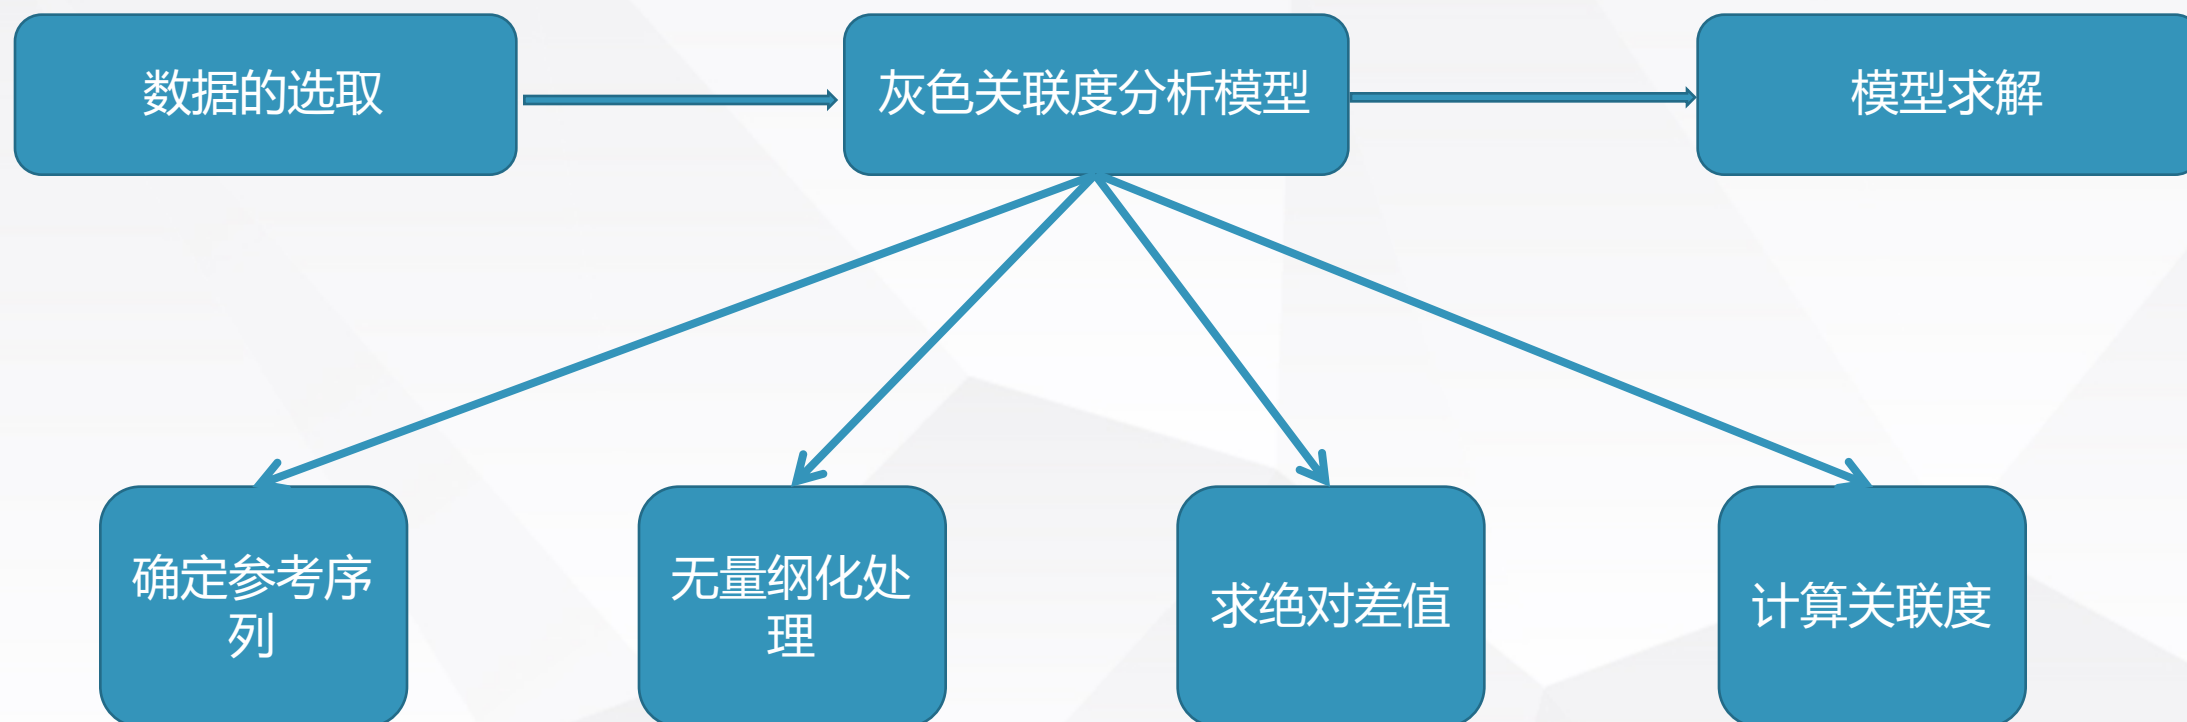 数据的选取
灰色关联度分析模型
模型求解
确定参考序
列
无量纲化处
理
求绝对差值
计算关联度